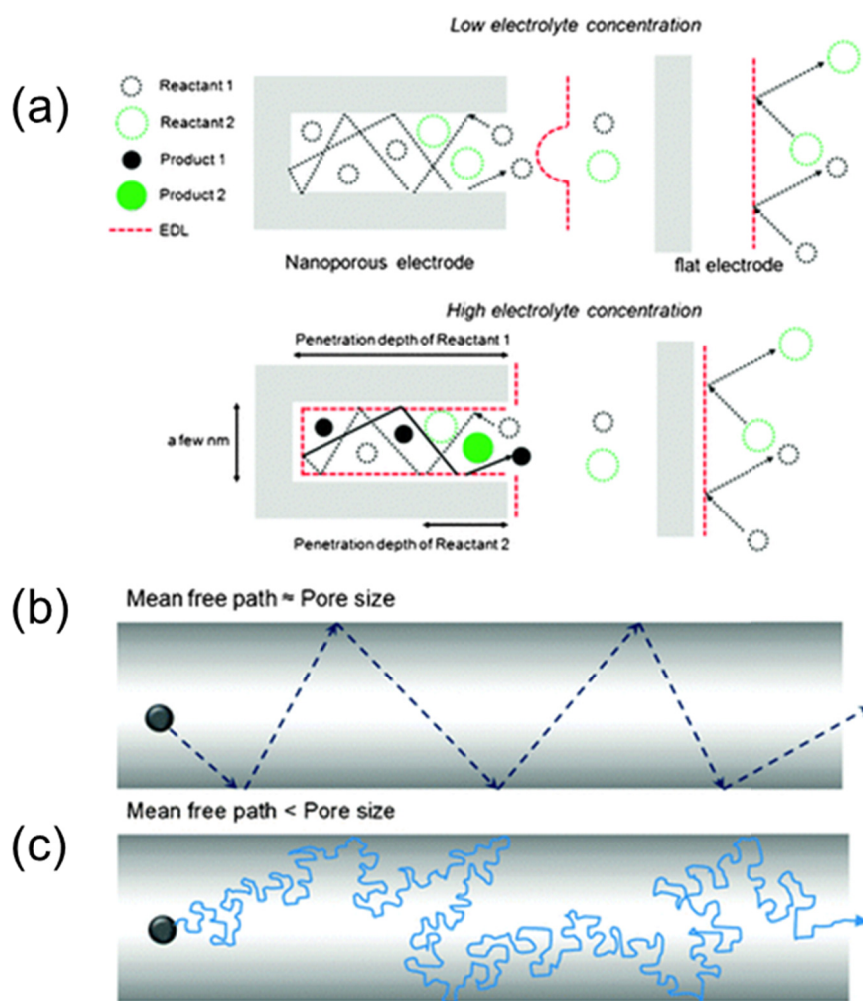 (a)
Low electrolyte concentration
Reactant 1
Reactant 2
Product 1
Product 2
EDL
Nanoporous electrode
flat electrode
High electrolyte concentration
Penetration depth of Reactant 1
a few nm
Penetration depth of Reactant 2
(b)
Mean free path ≈ Pore size
(c)
Mean free path < Pore size